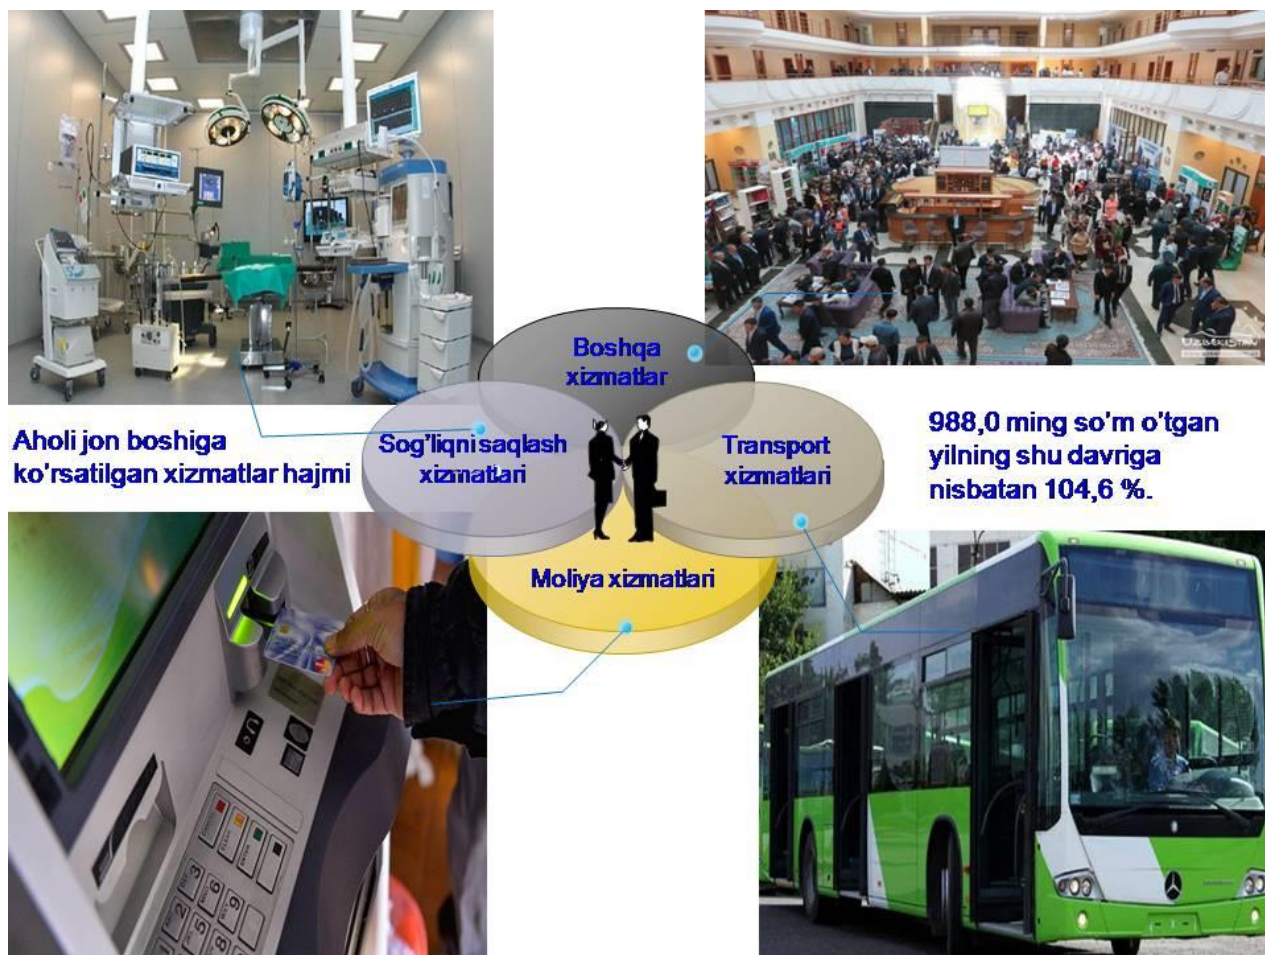 UZBEKISTAN
Boshqa
xizmatlar
Aholi jon boshiga
ko'rsatilgan xizmatlar hajmi
Sog'liqni saqlash
xizmatlari
Transport
xizmatlari
988,0 ming so'm o'tgan
yilning shu davriga
nisbatan 104,6 %.
Moliya xizmatlari